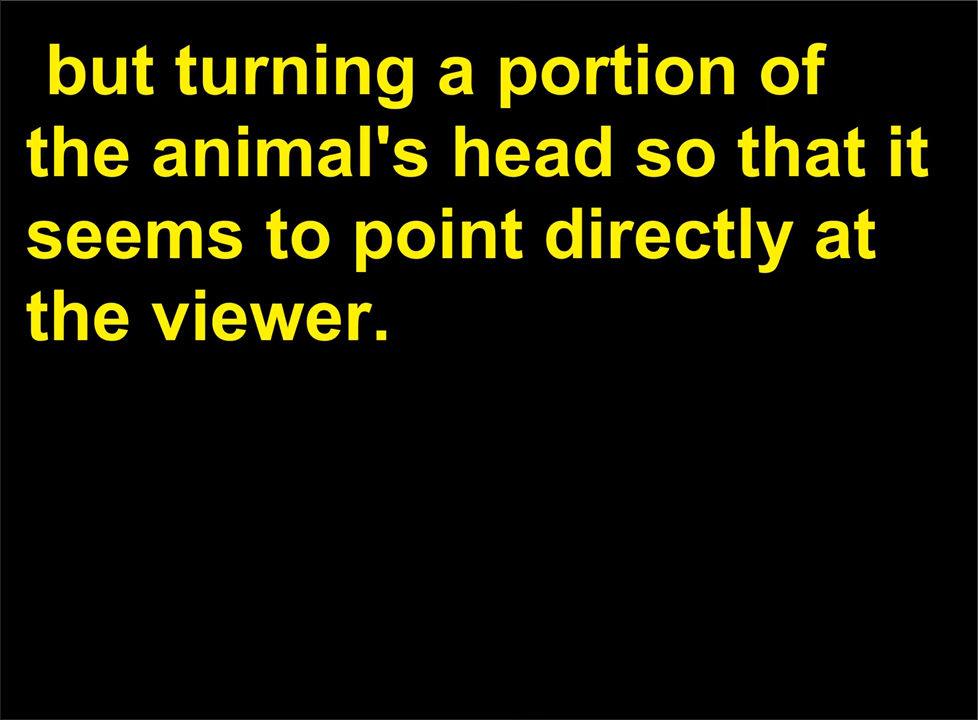 but turning a portion of
the animal's head so that it
seems to point directly at
the viewer.